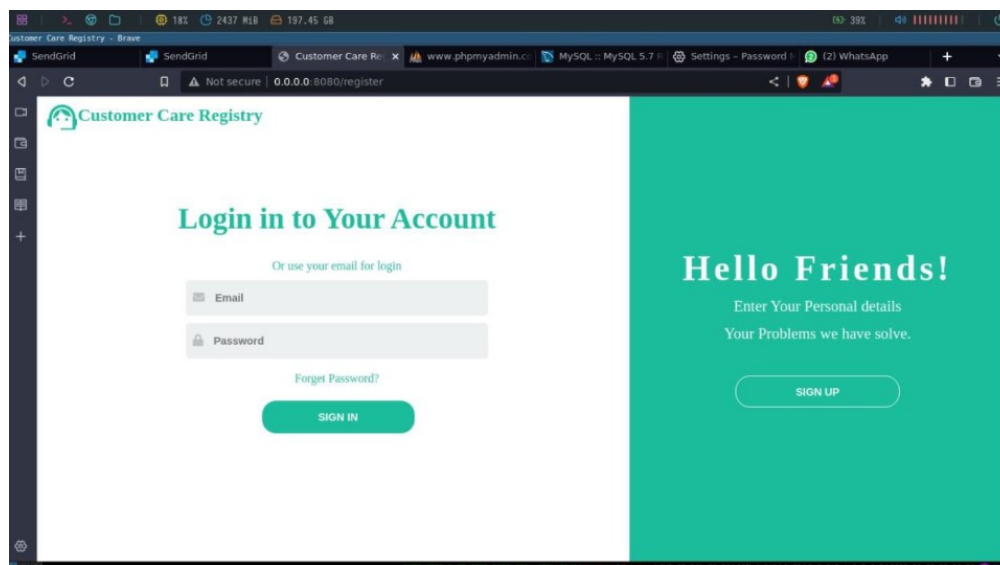 18% 2437 MiB 197.45 GB 39%
Customer Care Registry - Brave
SendGrid SendGrid Customer Care Re www.phpmyadmin.co MySQL :: MySQL 5.7 R Settings – Password M (2) WhatsApp
Not secure 0.0.0.0:8080/register
Customer Care Registry
Login in to Your Account
Or use your email for login
Email
Password
Forget Password?
SIGN IN
Hello Friends!
Enter Your Personal details
Your Problems we have solve.
SIGN UP